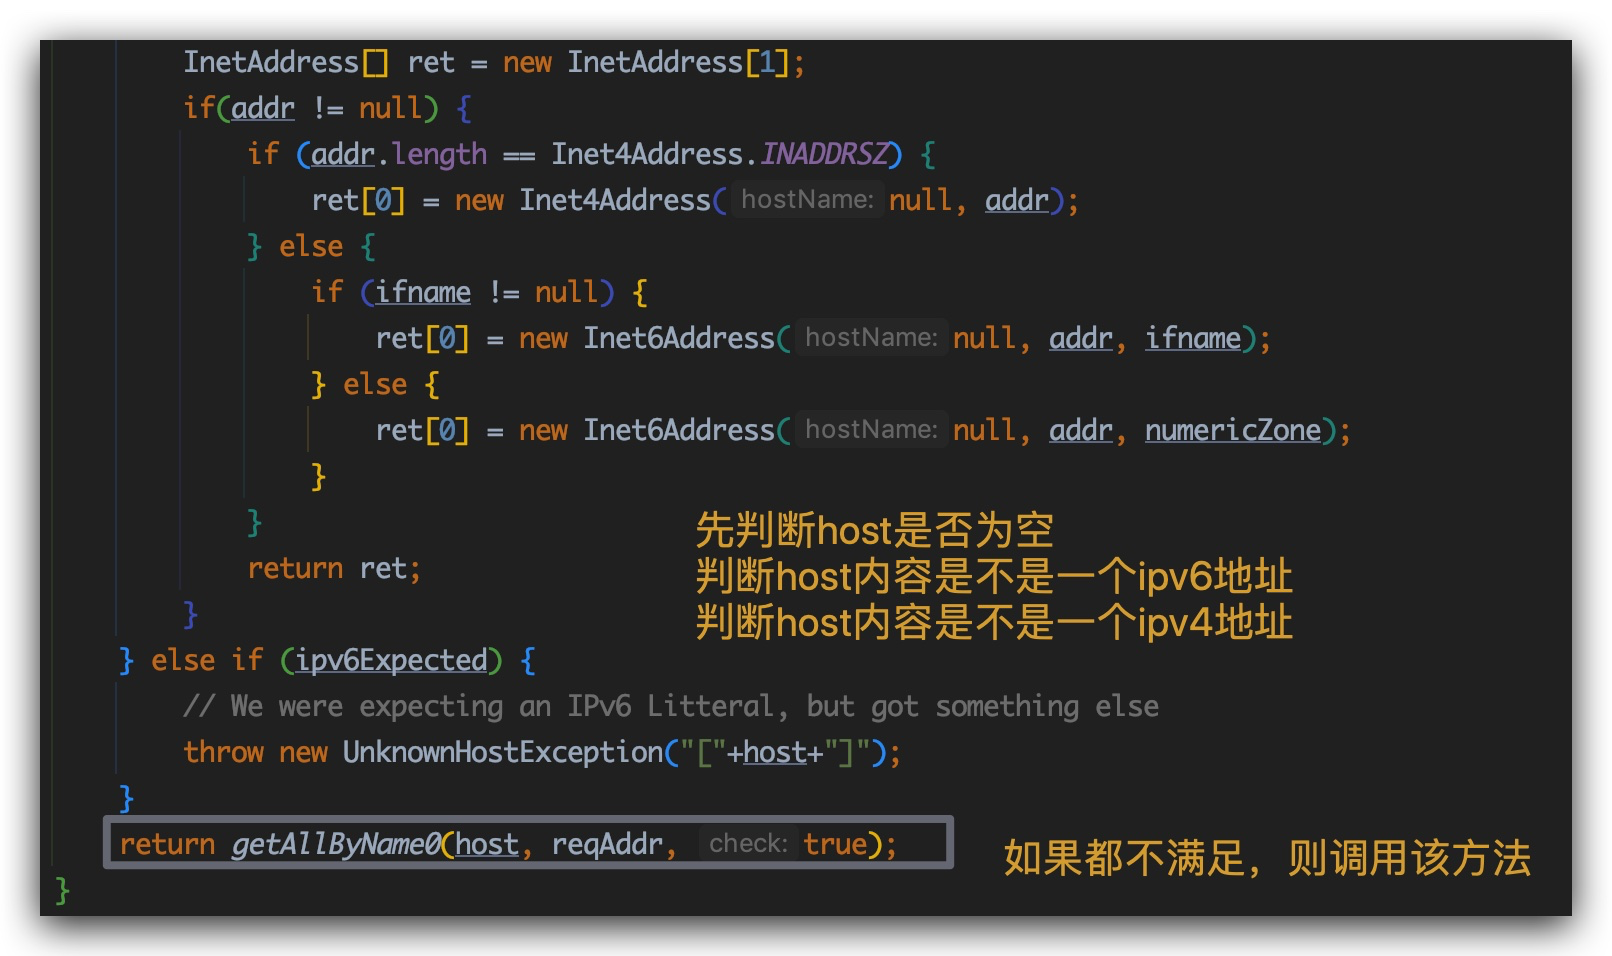 InetAddress[] ret = new InetAddress[1];
if(addr != null) {
if (addr.length == Inet4Address.INADDRSZ) {
ret[0] = new Inet4Address( hostName: null, addr);
} else {
if (ifname != null) {
ret[0] = new Inet6Address( hostName: null, addr, ifname);
} else {
ret[0] = new Inet6Address( hostName: null, addr, numericZone);
}
}
return ret;
}
先判断host是否为空
判断host内容是不是一个ipv6地址
判断host内容是不是一个ipv4地址
} else if (ipv6Expected) {
// We were expecting an IPv6 Litteral, but got something else
throw new UnknownHostException("["+host+"]");
}
return getAllByName0(host, reqAddr, check: true);
如果都不满足，则调用该方法
}